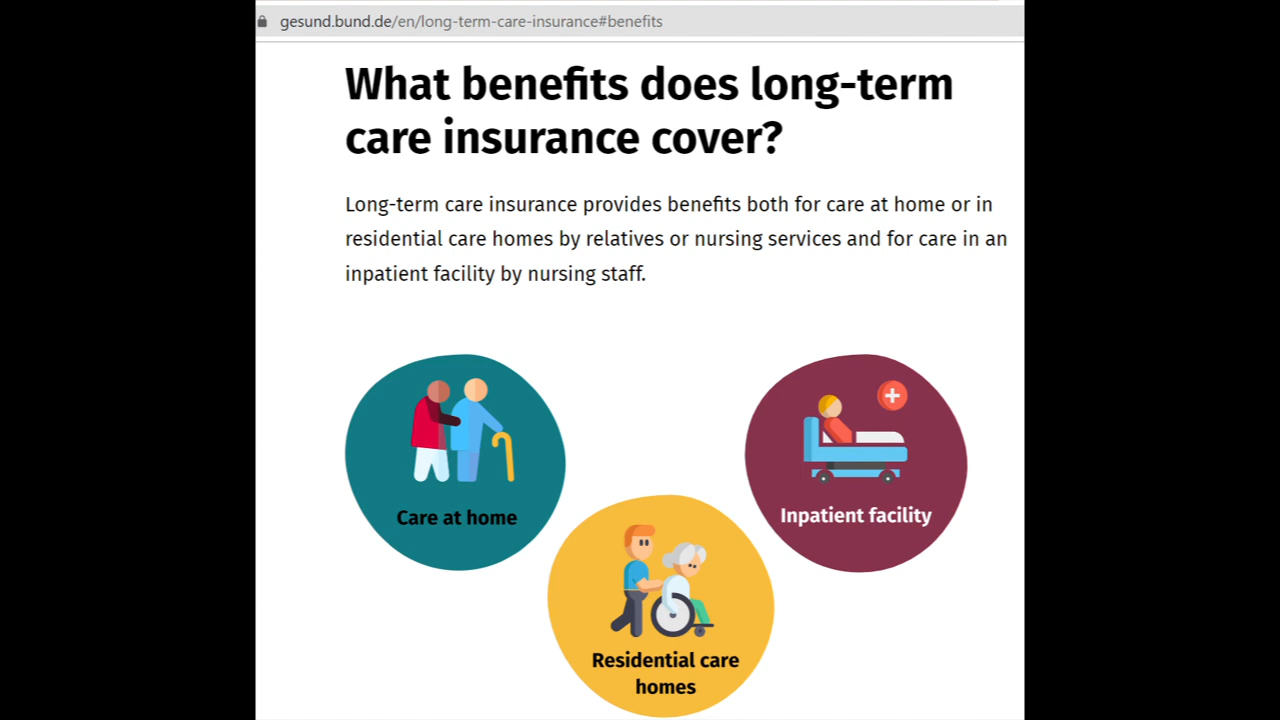 gesund.bund.de/en/long-term-care-insurance#benefits
What benefits does long-term
care insurance cover?
Long-term care insurance provides benefits both for care at home or in
residential care homes by relatives or nursing services and for care in an
inpatient facility by nursing staff.
Care at home
Inpatient facility
Residential care
homes